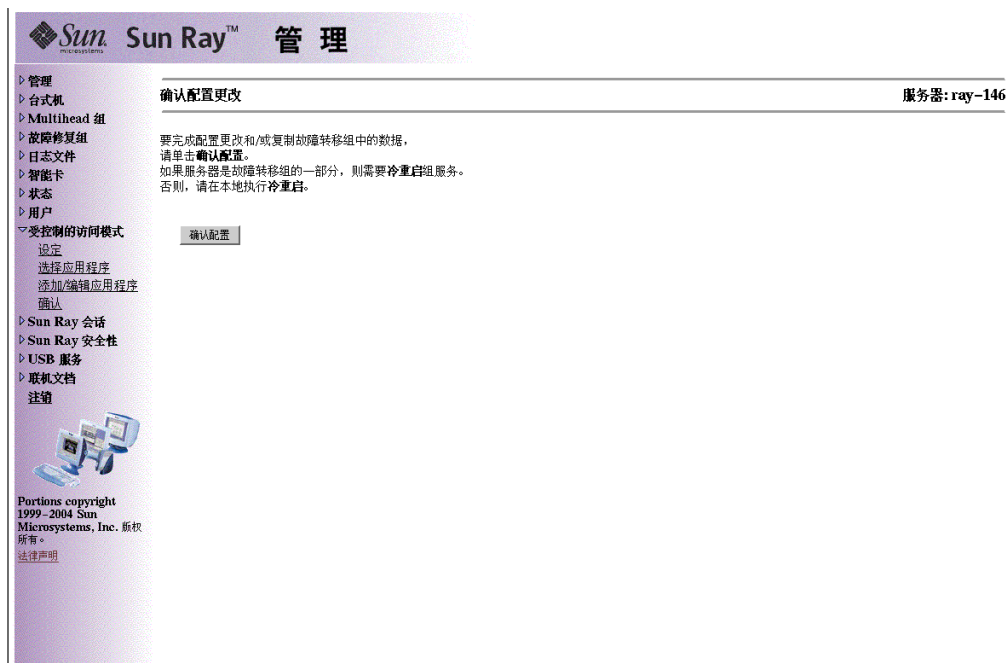 Sun
microsystems
Sun Ray™ 管 理
管理
台式机
Multihead 组
故障修复组
日志文件
智能卡
状态
用户
受控制的访问模式
设定
选择应用程序
添加/编辑应用程序
确认
Sun Ray 会话
Sun Ray 安全性
USB 服务
联机文档
注销
Portions copyright
1999-2004 Sun
Microsystems, Inc. 版权
所有。
法律声明
确认配置更改
服务器: ray-146
要完成配置更改和/或复制故障转移组中的数据，
请单击确认配置。
如果服务器是故障转移组的一部分，则需要冷重启组服务。
否则，请在本地执行冷重启。
确认配置